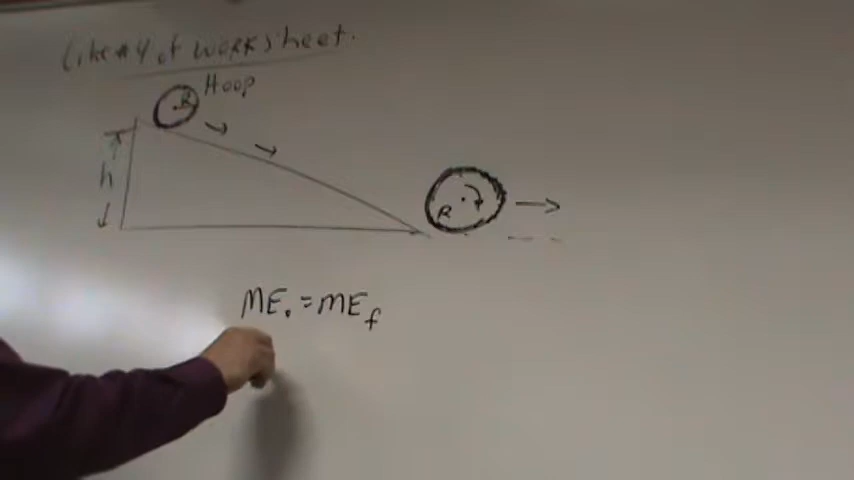 Like #4 of worksheet.
Hoop
R
h
R
ME₀ = ME_f